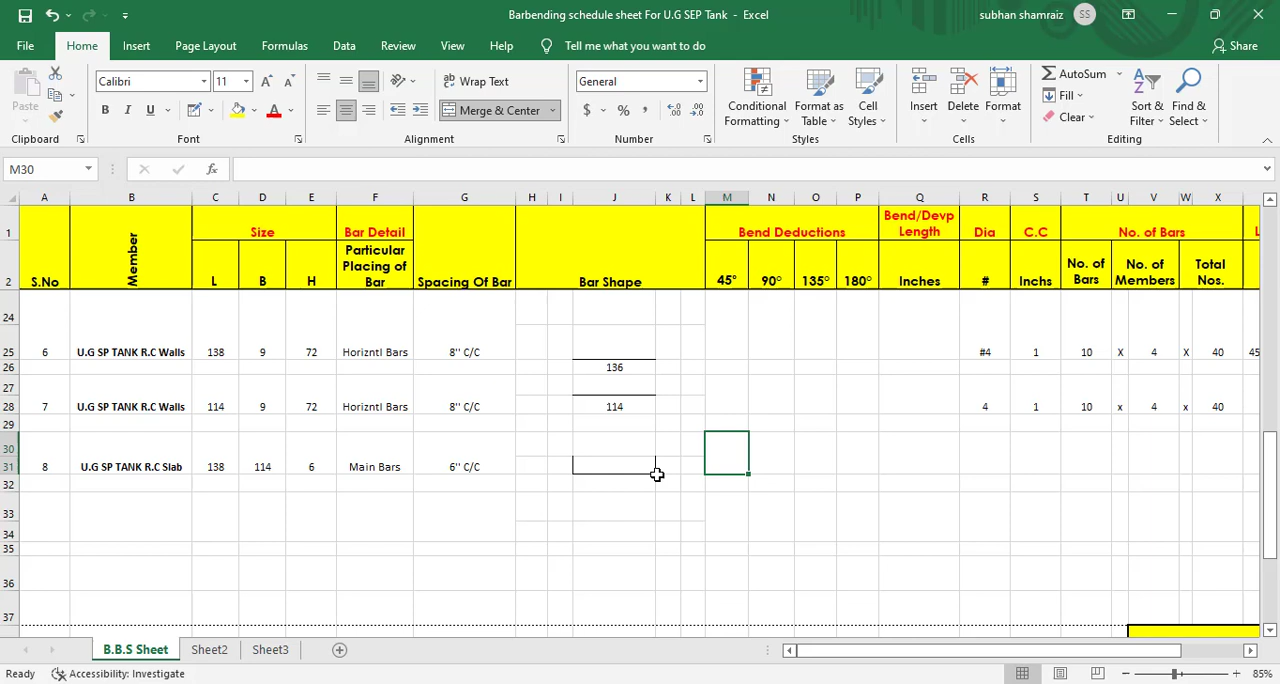 Barbending schedule sheet For U.G SEP Tank - Excel
subhan shamraiz SS
File Home Insert Page Layout Formulas Data Review View Help Tell me what you want to do Share
Paste
Calibri 11
B I U
Wrap Text
Merge & Center
General
$ % ,
Conditional Formatting
Format as Table
Cell Styles
Insert
Delete
Format
AutoSum
Fill
Clear
Sort & Filter
Find & Select
Clipboard Font Alignment Number Styles Cells Editing
M30 fx
A B C D E F G H I J K L M N O P Q R S T U V W X
1 Size Bar Detail Bend Deductions Bend/Devp Length Dia C.C No. of Bars L
2 S.No Member L B H Particular Placing of Bar Spacing Of Bar Bar Shape 45° 90° 135° 180° Inches # Inchs No. of Bars No. of Members Total Nos.
24
25 6 U.G SP TANK R.C Walls 138 9 72 Horizntl Bars 8'' C/C #4 1 10 X 4 X 40 45
26 136
27
28 7 U.G SP TANK R.C Walls 114 9 72 Horizntl Bars 8'' C/C 114 4 1 10 x 4 x 40
29
30
31 8 U.G SP TANK R.C Slab 138 114 6 Main Bars 6'' C/C
32
33
34
35
36
37
B.B.S Sheet Sheet2 Sheet3
Ready Accessibility: Investigate 85%